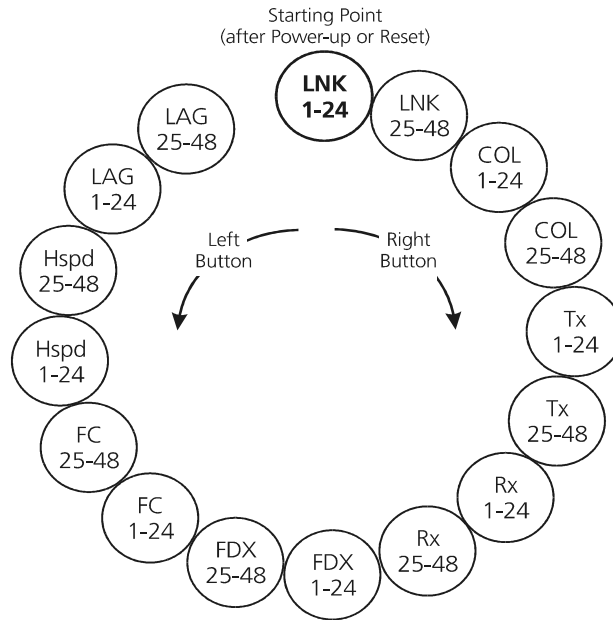 Starting Point
(after Power-up or Reset)
LNK
1-24
LNK
25-48
COL
1-24
COL
25-48
Tx
1-24
Tx
25-48
Rx
1-24
Rx
25-48
FDX
1-24
FDX
25-48
FC
1-24
FC
25-48
Hspd
1-24
Hspd
25-48
LAG
1-24
LAG
25-48
Left
Button
Right
Button